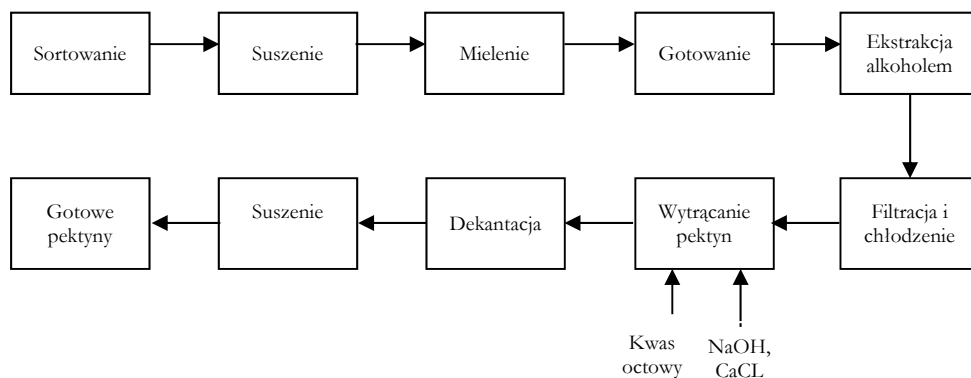 Sortowanie
Suszenie
Mielenie
Gotowanie
Ekstrakcja
alkoholem
Gotowe
pektyny
Suszenie
Dekantacja
Wytrącanie
pektyn
Filtracja i
chłodzenie
Kwas
octowy
NaOH,
CaCL